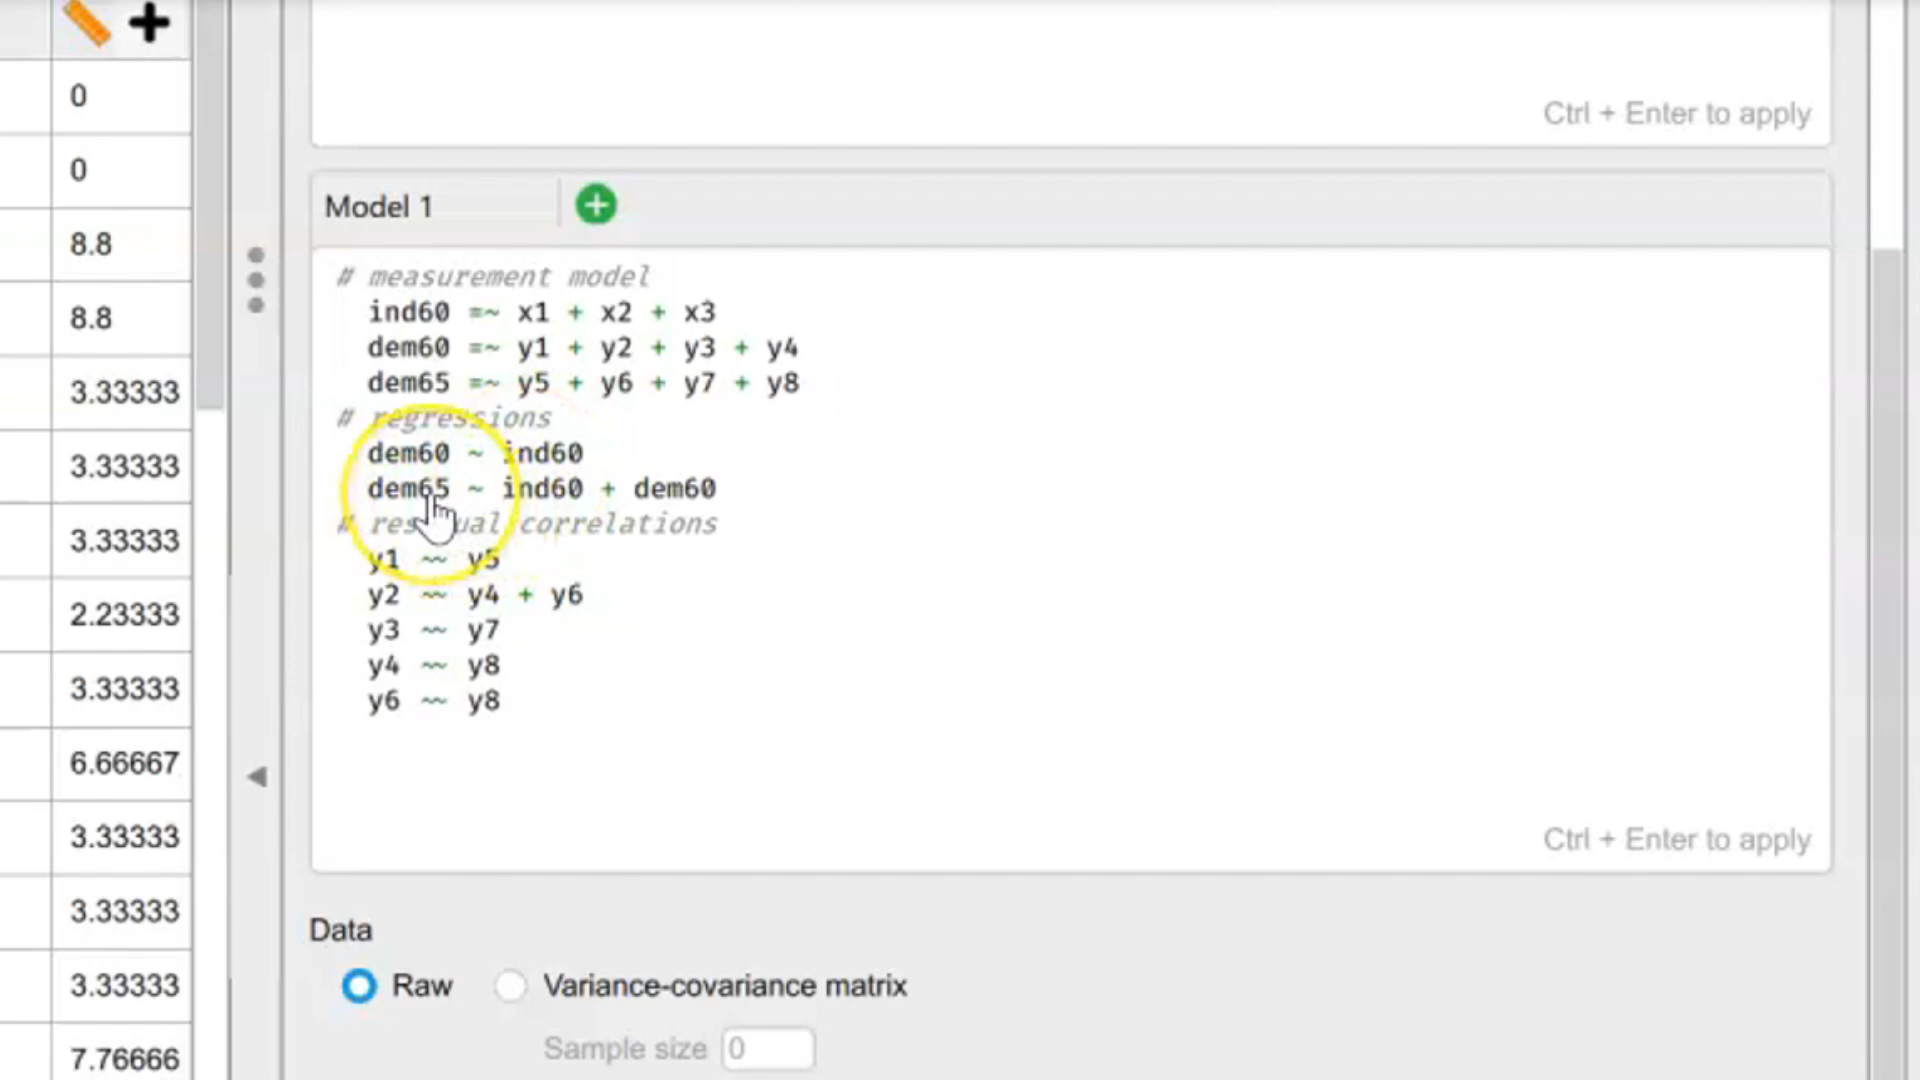 0
0
8.8
8.8
3.33333
3.33333
3.33333
2.23333
3.33333
6.66667
3.33333
3.33333
3.33333
7.76666
Ctrl + Enter to apply
Model 1
# measurement model
ind60 =~ x1 + x2 + x3
dem60 =~ y1 + y2 + y3 + y4
dem65 =~ y5 + y6 + y7 + y8
# regressions
dem60 ~ ind60
dem65 ~ ind60 + dem60
# residual correlations
y1 ~~ y5
y2 ~~ y4 + y6
y3 ~~ y7
y4 ~~ y8
y6 ~~ y8
Ctrl + Enter to apply
Data
Raw Variance-covariance matrix
Sample size 0